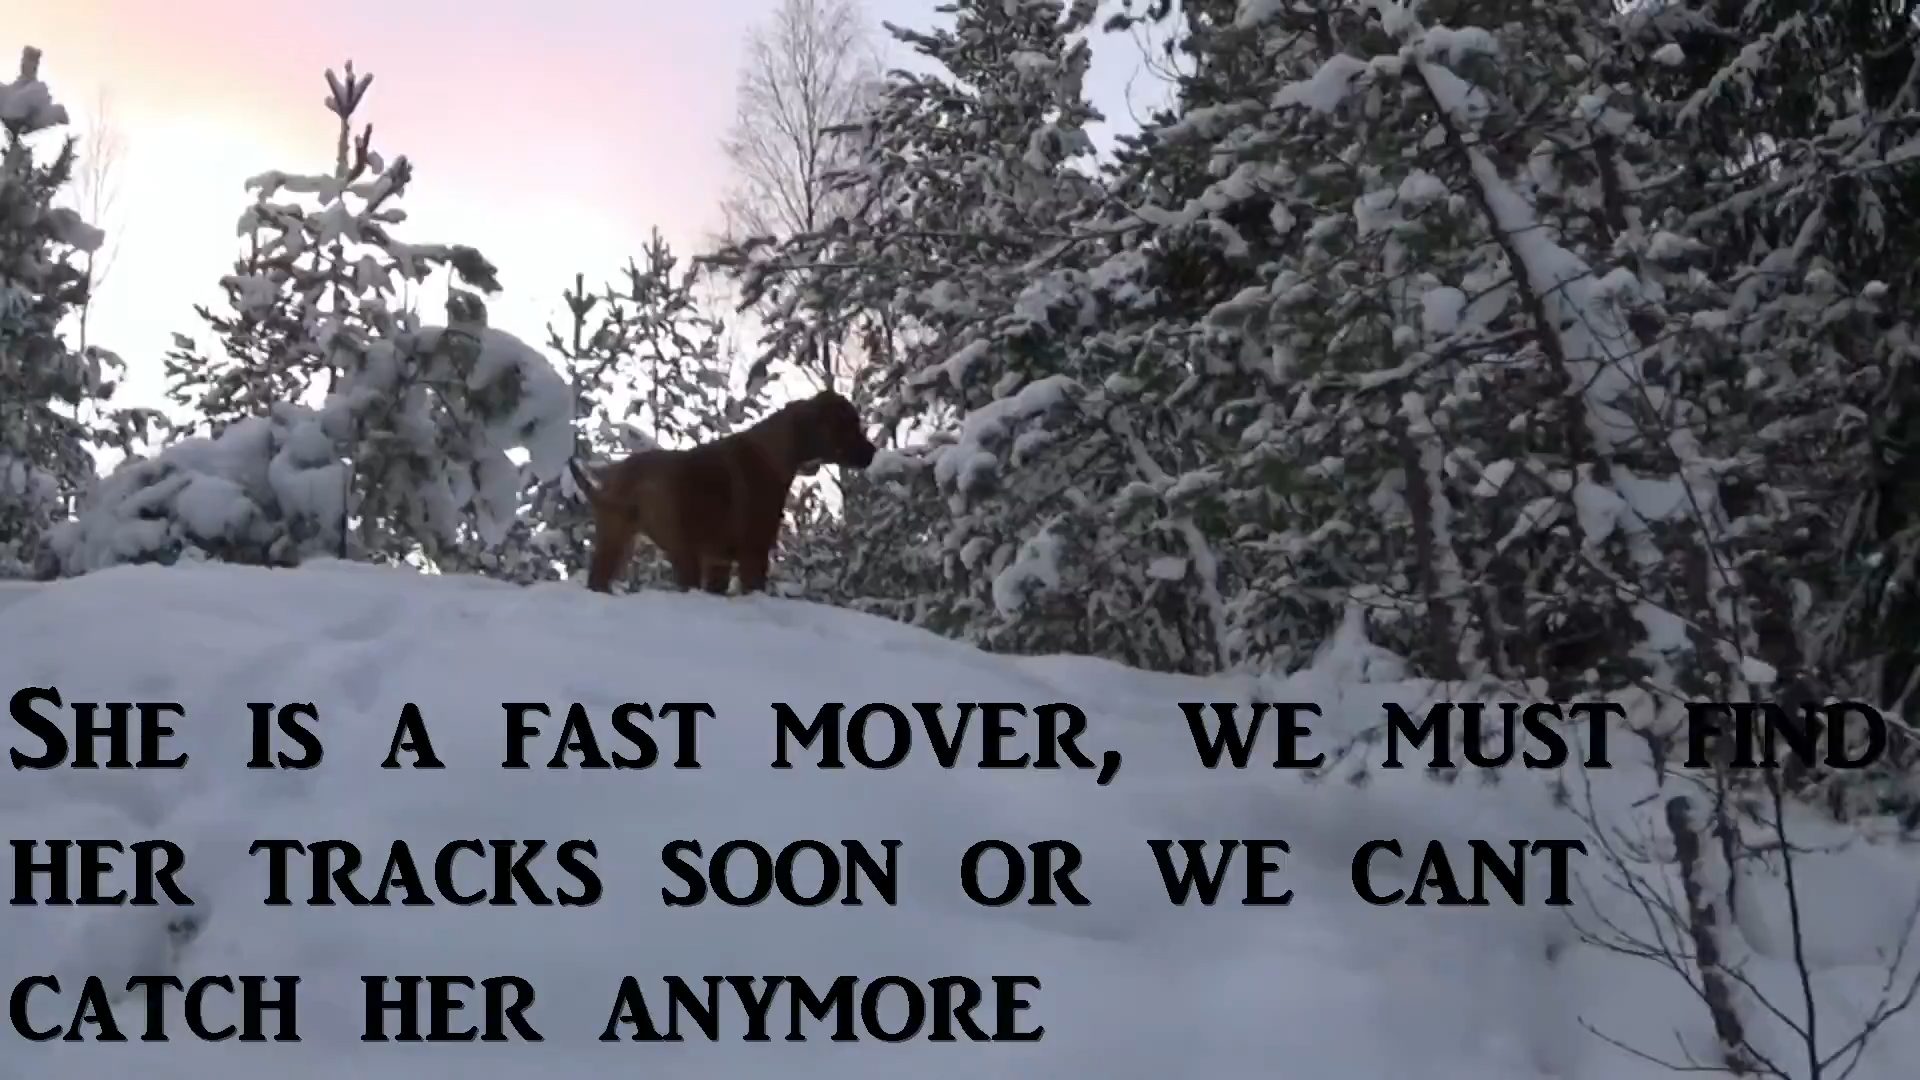 She is a fast mover, we must find
her tracks soon or we cant
catch her anymore